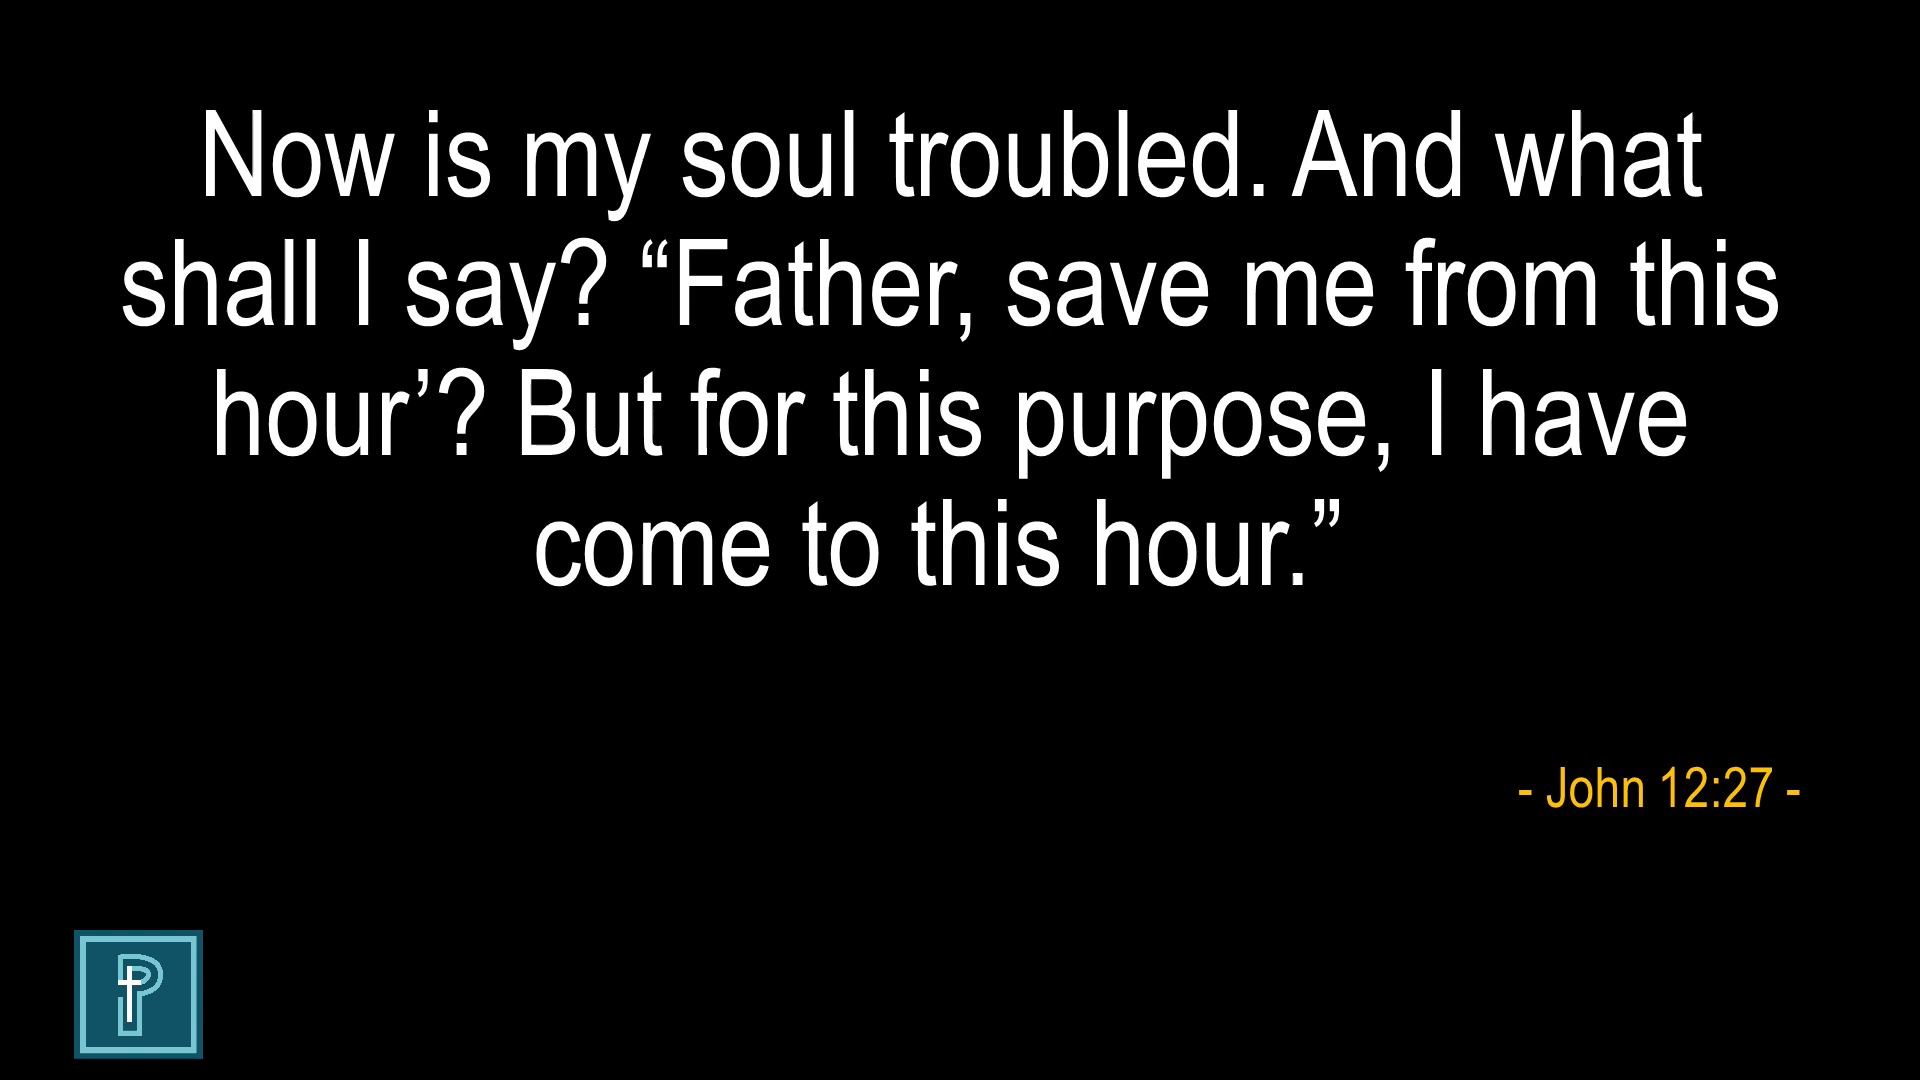 Now is my soul troubled. And what
shall I say? “Father, save me from this
hour’? But for this purpose, I have
come to this hour.”
- John 12:27 -
P